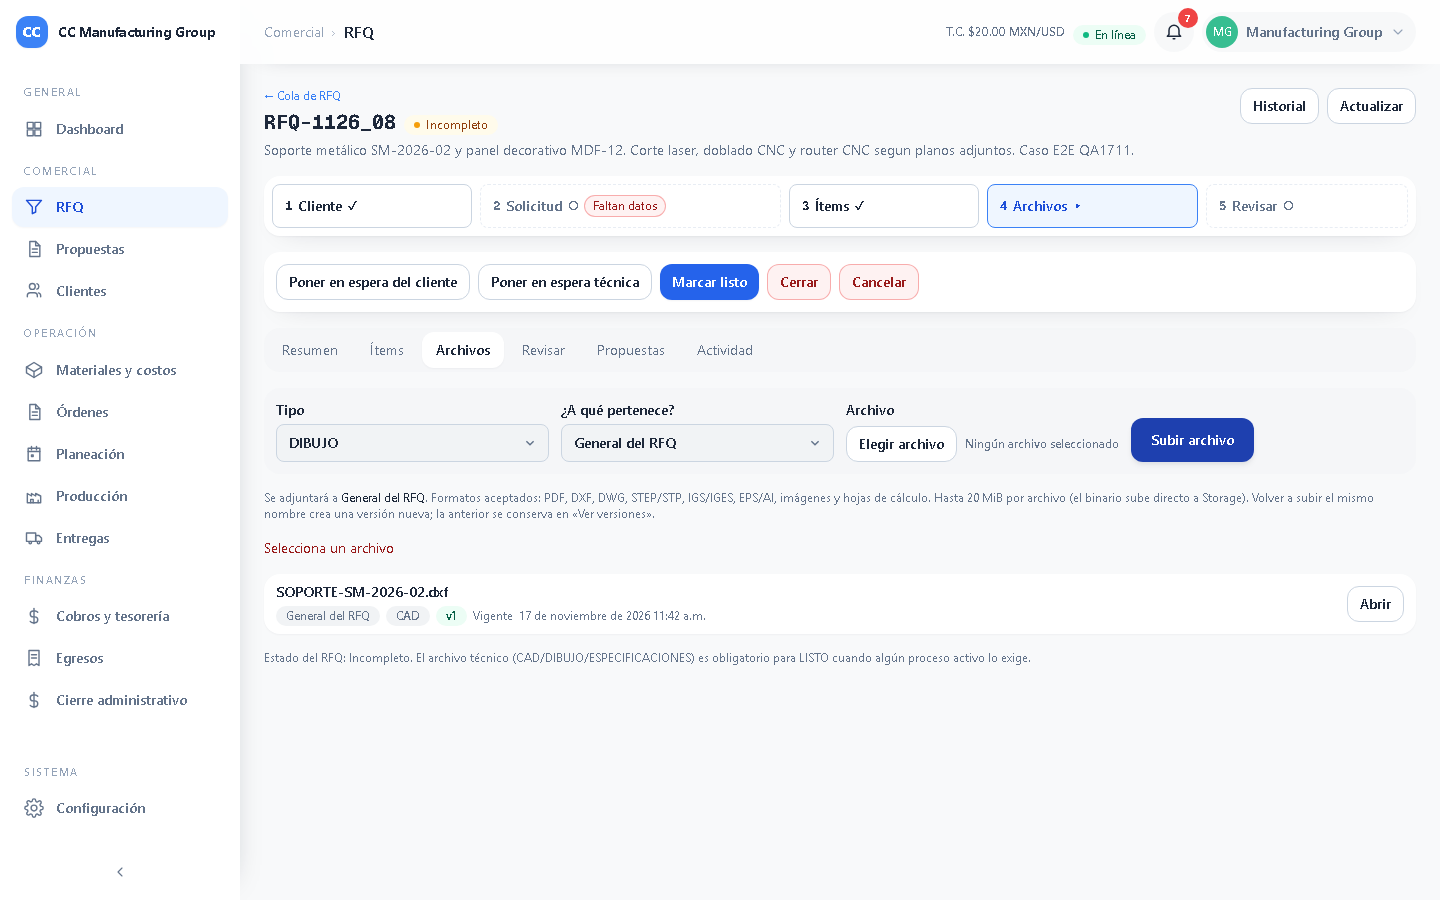 CC CC Manufacturing Group
Comercial › RFQ
T.C. $20.00 MXN/USD
En línea
7
MG Manufacturing Group
GENERAL
Dashboard
COMERCIAL
RFQ
Propuestas
Clientes
OPERACIÓN
Materiales y costos
Órdenes
Planeación
Producción
Entregas
FINANZAS
Cobros y tesorería
Egresos
Cierre administrativo
SISTEMA
Configuración
← Cola de RFQ
RFQ-1126_08 Incompleto
Historial Actualizar
Soporte metálico SM-2026-02 y panel decorativo MDF-12. Corte laser, doblado CNC y router CNC segun planos adjuntos. Caso E2E QA1711.
1 Cliente ✓
2 Solicitud ○ Faltan datos
3 Ítems ✓
4 Archivos ‣
5 Revisar ○
Poner en espera del cliente Poner en espera técnica Marcar listo Cerrar Cancelar
Resumen Ítems Archivos Revisar Propuestas Actividad
Tipo ¿A qué pertenece? Archivo
DIBUJO General del RFQ Elegir archivo Ningún archivo seleccionado Subir archivo
Se adjuntará a General del RFQ. Formatos aceptados: PDF, DXF, DWG, STEP/STP, IGS/IGES, EPS/AI, imágenes y hojas de cálculo. Hasta 20 MiB por archivo (el binario sube directo a Storage). Volver a subir el mismo
nombre crea una versión nueva; la anterior se conserva en «Ver versiones».
Selecciona un archivo
SOPORTE-SM-2026-02.dxf
General del RFQ CAD v1 Vigente 17 de noviembre de 2026 11:42 a.m.
Abrir
Estado del RFQ: Incompleto. El archivo técnico (CAD/DIBUJO/ESPECIFICACIONES) es obligatorio para LISTO cuando algún proceso activo lo exige.